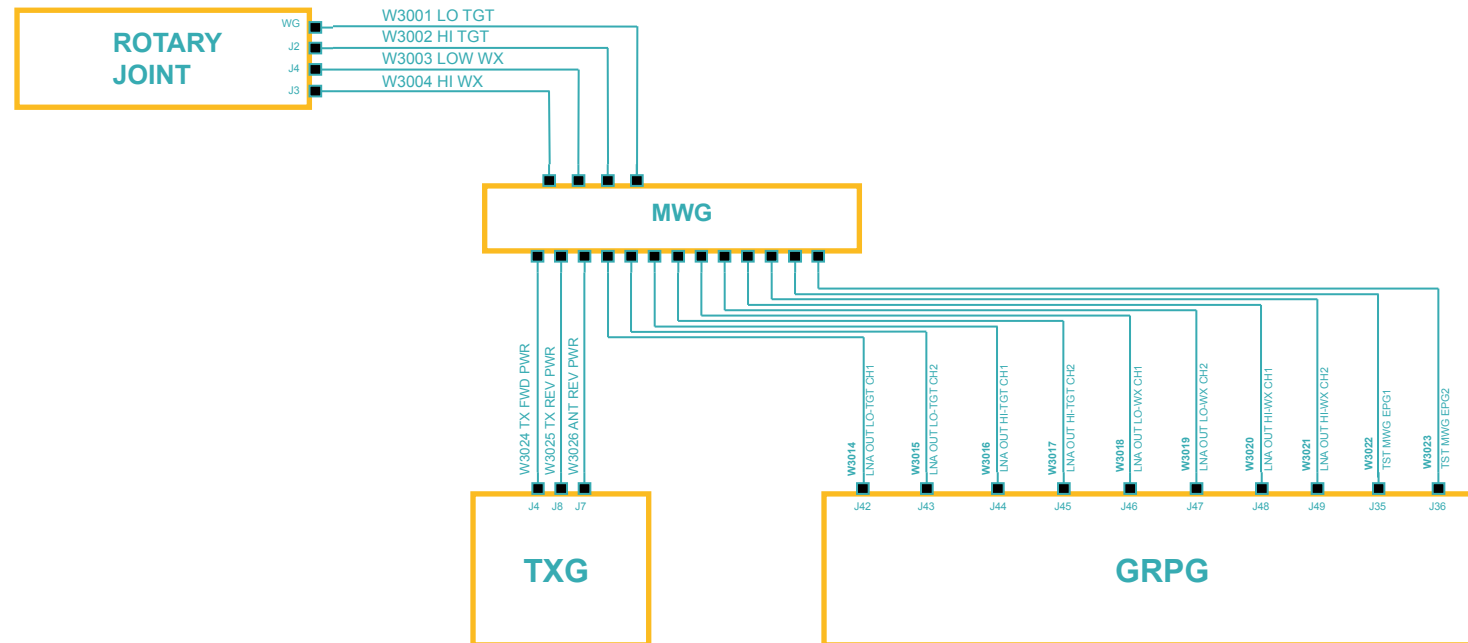 WG
W3001 LO TGT
ROTARY
JOINT
J2
W3002 HI TGT
J4
W3003 LOW WX
J3
W3004 HI WX
MWG
W3024 TX FWD PWR
W3025 TX REV PWR
W3026 ANT REV PWR
W3014
LNA OUT LO-TGT CH1
W3015
LNA OUT LO-TGT CH2
W3016
LNA OUT HI-TGT CH1
W3017
LNA OUT HI-TGT CH2
W3018
LNA OUT LO-WX CH1
W3019
LNA OUT LO-WX CH2
W3020
LNA OUT HI-WX CH1
W3021
LNA OUT HI-WX CH2
W3022
TST MWG EPG1
W3023
TST MWG EPG2
J4 J8 J7
J42 J43 J44 J45 J46 J47 J48 J49 J35 J36
TXG
GRPG